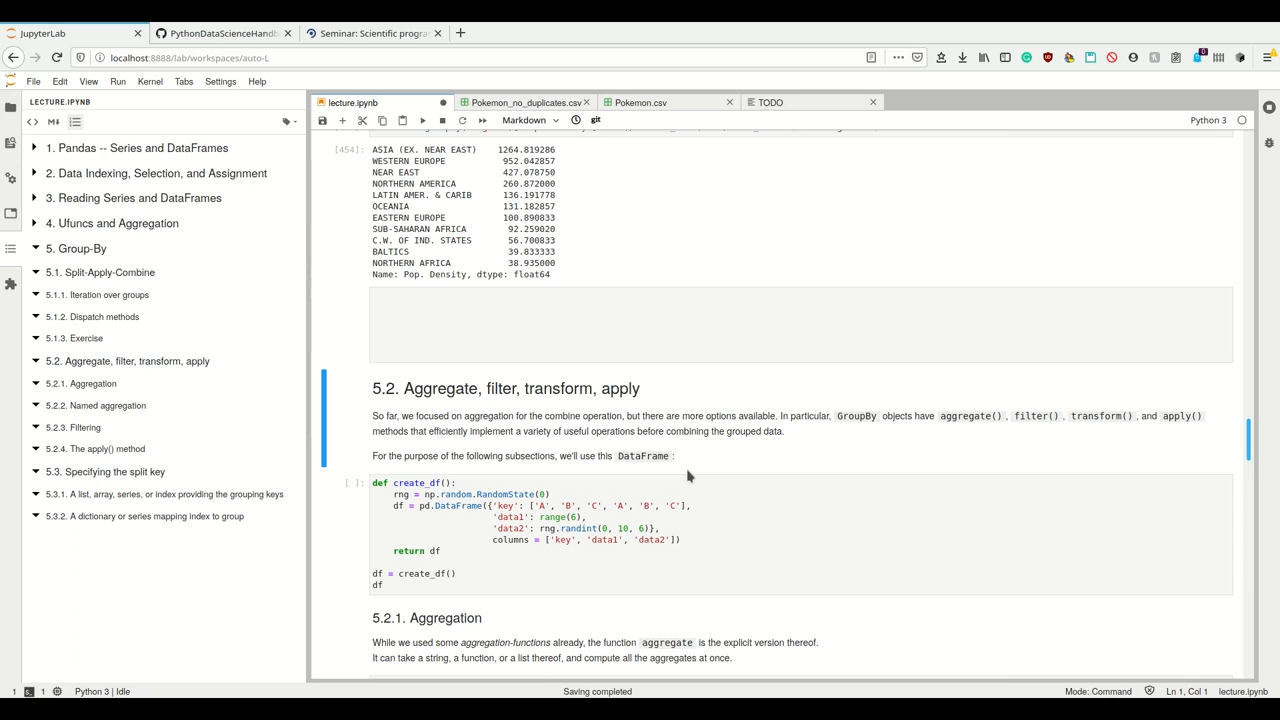 JupyterLab
PythonDataScienceHandb
Seminar: Scientific progra
localhost:8888/lab/workspaces/auto-L
File Edit View Run Kernel Tabs Settings Help
LECTURE.IPYNB
lecture.ipynb
Pokemon_no_duplicates.csv
Pokemon.csv
TODO
Markdown
git
Python 3
1. Pandas -- Series and DataFrames
2. Data Indexing, Selection, and Assignment
3. Reading Series and DataFrames
4. Ufuncs and Aggregation
5. Group-By
5.1. Split-Apply-Combine
5.1.1. Iteration over groups
5.1.2. Dispatch methods
5.1.3. Exercise
5.2. Aggregate, filter, transform, apply
5.2.1. Aggregation
5.2.2. Named aggregation
5.2.3. Filtering
5.2.4. The apply() method
5.3. Specifying the split key
5.3.1. A list, array, series, or index providing the grouping keys
5.3.2. A dictionary or series mapping index to group
[454]:
ASIA (EX. NEAR EAST) 1264.819286
WESTERN EUROPE 952.042857
NEAR EAST 427.078750
NORTHERN AMERICA 260.872000
LATIN AMER. & CARIB 136.191778
OCEANIA 131.182857
EASTERN EUROPE 100.890833
SUB-SAHARAN AFRICA 92.259020
C.W. OF IND. STATES 56.700833
BALTICS 39.833333
NORTHERN AFRICA 38.935000
Name: Pop. Density, dtype: float64
5.2. Aggregate, filter, transform, apply
So far, we focused on aggregation for the combine operation, but there are more options available. In particular, GroupBy objects have aggregate(), filter(), transform(), and apply()
methods that efficiently implement a variety of useful operations before combining the grouped data.
For the purpose of the following subsections, we'll use this DataFrame:
[ ]:
def create_df():
    rng = np.random.RandomState(0)
    df = pd.DataFrame({'key': ['A', 'B', 'C', 'A', 'B', 'C'],
                       'data1': range(6),
                       'data2': rng.randint(0, 10, 6)},
                       columns = ['key', 'data1', 'data2'])
    return df
df = create_df()
df
5.2.1. Aggregation
While we used some aggregation-functions already, the function aggregate is the explicit version thereof.
It can take a string, a function, or a list thereof, and compute all the aggregates at once.
1 1 Python 3 | Idle
Saving completed
Mode: Command
Ln 1, Col 1
lecture.ipynb